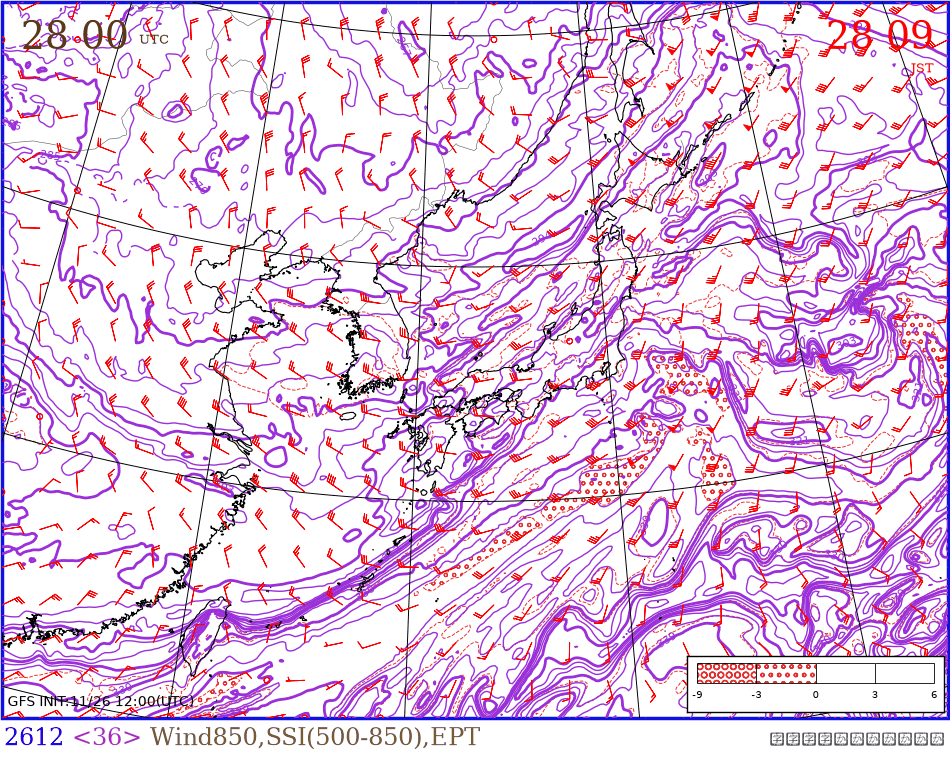 28 00 UTC
28 09
JST
GFS INIT:11/26 12:00(UTC)
-9 -3 0 3 6
2612 <36> Wind850,SSI(500-850),EPT